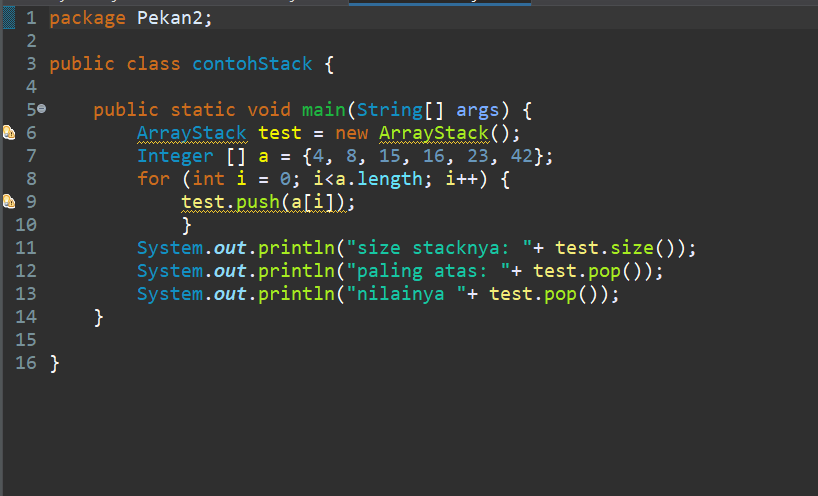 1 package Pekan2;
2
3 public class contohStack {
4
5 public static void main(String[] args) {
6 ArrayStack test = new ArrayStack();
7 Integer [] a = {4, 8, 15, 16, 23, 42};
8 for (int i = 0; i<a.length; i++) {
9 test.push(a[i]);
10 }
11 System.out.println("size stacknya: "+ test.size());
12 System.out.println("paling atas: "+ test.pop());
13 System.out.println("nilainya "+ test.pop());
14 }
15
16 }